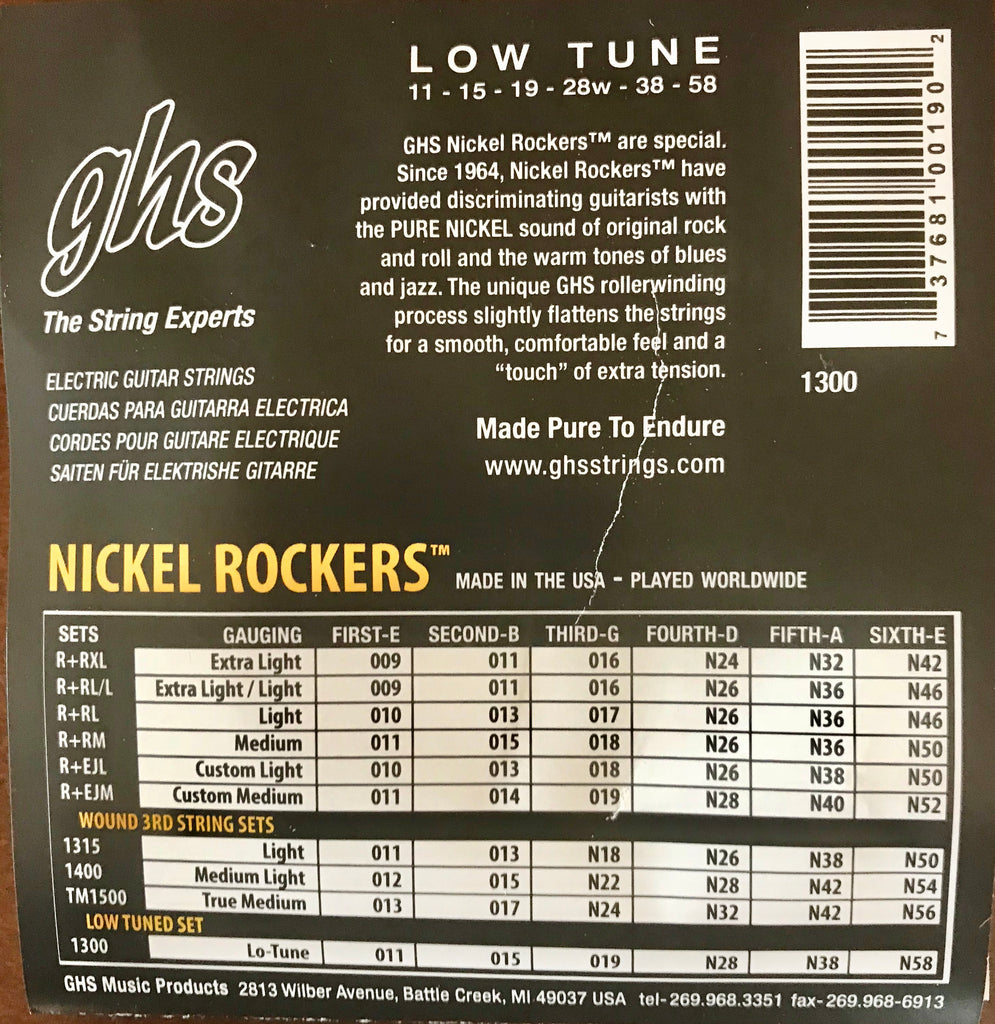 LOW TUNE
11 - 15 - 19 - 28w - 38 - 58
ghs
The String Experts
ELECTRIC GUITAR STRINGS
CUERDAS PARA GUITARRA ELECTRICA
CORDES POUR GUITARE ELECTRIQUE
SAITEN FÜR ELEKTRISHE GITARRE
GHS Nickel Rockers™ are special.
Since 1964, Nickel Rockers™ have
provided discriminating guitarists with
the PURE NICKEL sound of original rock
and roll and the warm tones of blues
and jazz. The unique GHS rollerwinding
process slightly flattens the strings
for a smooth, comfortable feel and a
“touch” of extra tension.
Made Pure To Endure
www.ghsstrings.com
7 37681 00190 2
1300
NICKEL ROCKERS™ MADE IN THE USA - PLAYED WORLDWIDE
SETS GAUGING FIRST-E SECOND-B THIRD-G FOURTH-D FIFTH-A SIXTH-E
R+RXL Extra Light 009 011 016 N24 N32 N42
R+RL/L Extra Light / Light 009 011 016 N26 N36 N46
R+RL Light 010 013 017 N26 N36 N46
R+RM Medium 011 015 018 N26 N36 N50
R+EJL Custom Light 010 013 018 N26 N38 N50
R+EJM Custom Medium 011 014 019 N28 N40 N52
WOUND 3RD STRING SETS
1315 Light 011 013 N18 N26 N38 N50
1400 Medium Light 012 015 N22 N28 N42 N54
TM1500 True Medium 013 017 N24 N32 N42 N56
LOW TUNED SET
1300 Lo-Tune 011 015 019 N28 N38 N58
GHS Music Products 2813 Wilber Avenue, Battle Creek, MI 49037 USA tel-269.968.3351 fax-269.968-6913